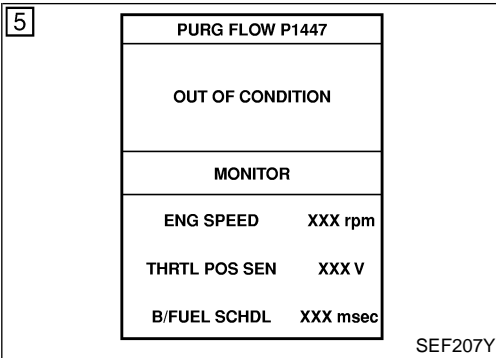 5
PURG FLOW P1447
OUT OF CONDITION
MONITOR
ENG SPEED XXX rpm
THRTL POS SEN XXX V
B/FUEL SCHDL XXX msec
SEF207Y